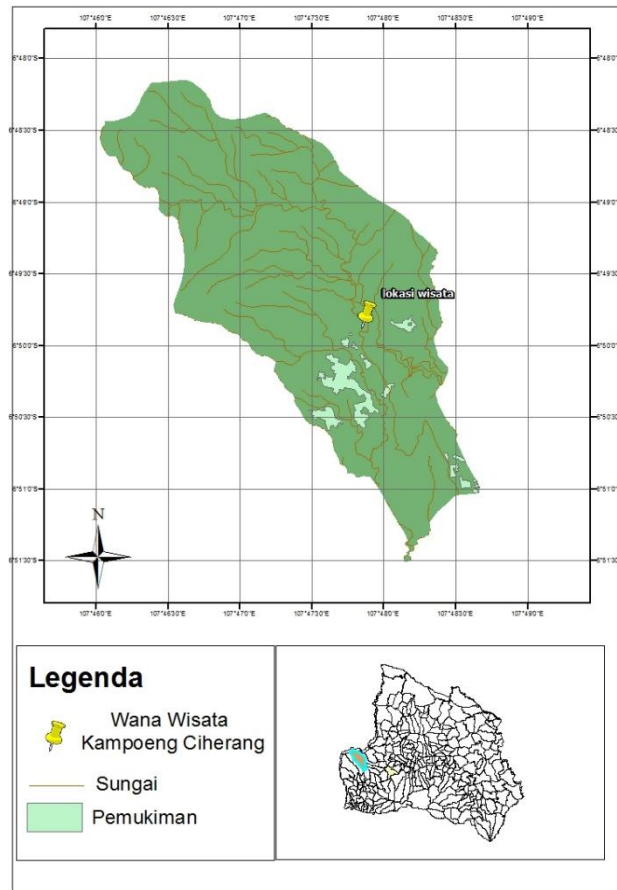 107°46'0"E 107°46'30"E 107°47'0"E 107°47'30"E 107°48'0"E 107°48'30"E 107°49'0"E
6°48'0"S 6°48'0"S
6°48'30"S 6°48'30"S
6°49'0"S 6°49'0"S
6°49'30"S 6°49'30"S
lokasi wisata
6°50'0"S 6°50'0"S
6°50'30"S 6°50'30"S
6°51'0"S 6°51'0"S
N
6°51'30"S 6°51'30"S
107°46'0"E 107°46'30"E 107°47'0"E 107°47'30"E 107°48'0"E 107°48'30"E 107°49'0"E
Legenda
Wana Wisata
Kampoeng Ciherang
Sungai
Pemukiman